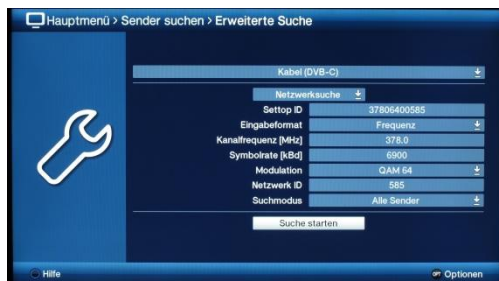 Hauptmenü > Sender suchen > Erweiterte Suche
Kabel (DVB-C)
Netzwerksuche
Settop ID 37806400585
Eingabeformat Frequenz
Kanalfrequenz [MHz] 378.0
Symbolrate [kBd] 6900
Modulation QAM 64
Netzwerk ID 585
Suchmodus Alle Sender
Suche starten
Hilfe
OPT Optionen